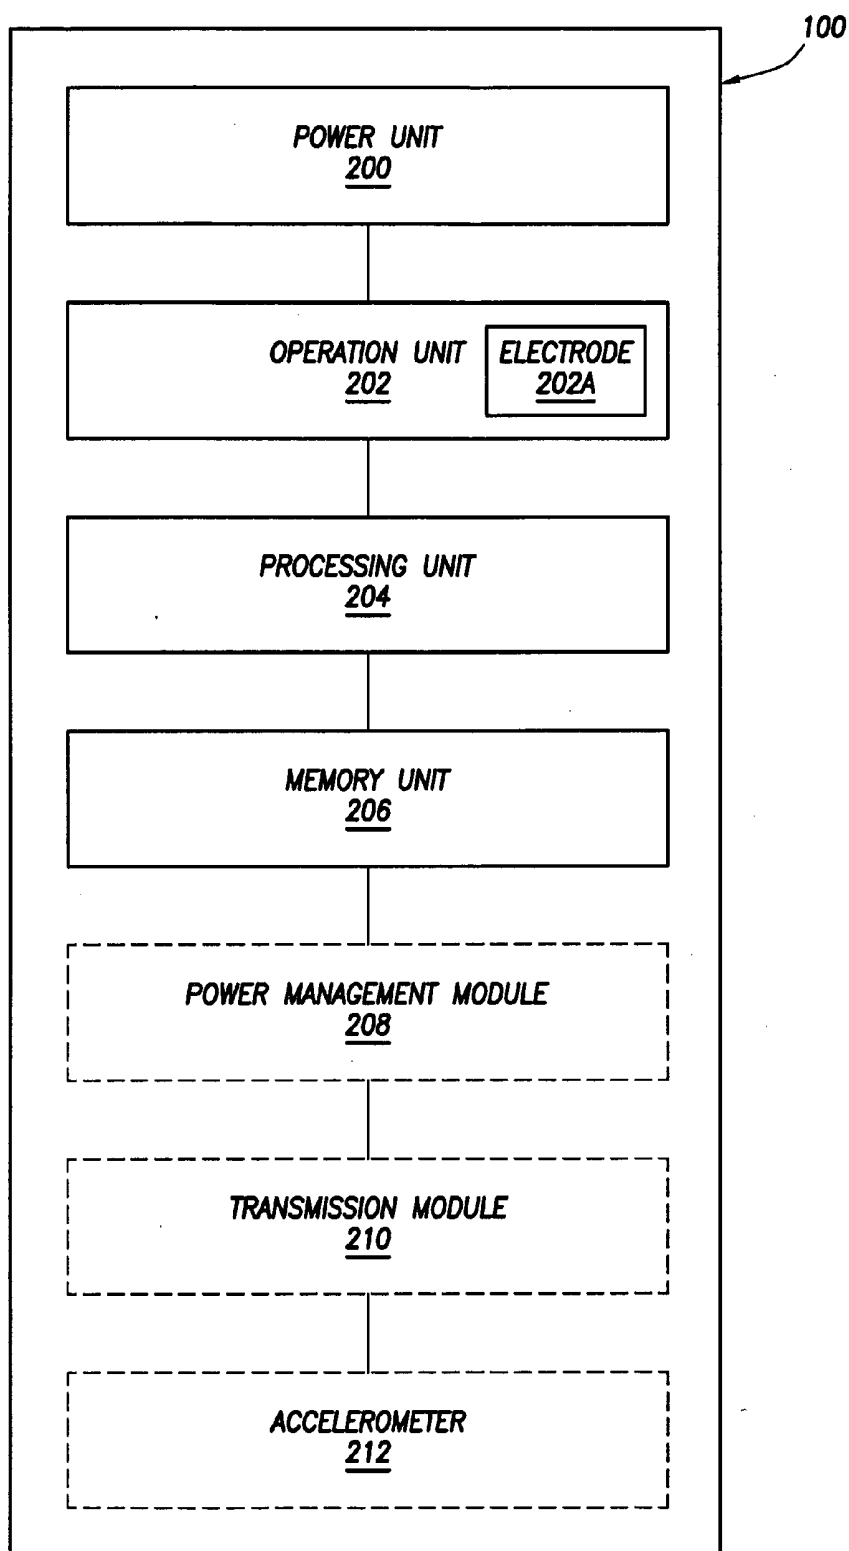 100
POWER UNIT
200
OPERATION UNIT
202
ELECTRODE
202A
PROCESSING UNIT
204
MEMORY UNIT
206
POWER MANAGEMENT MODULE
208
TRANSMISSION MODULE
210
ACCELEROMETER
212